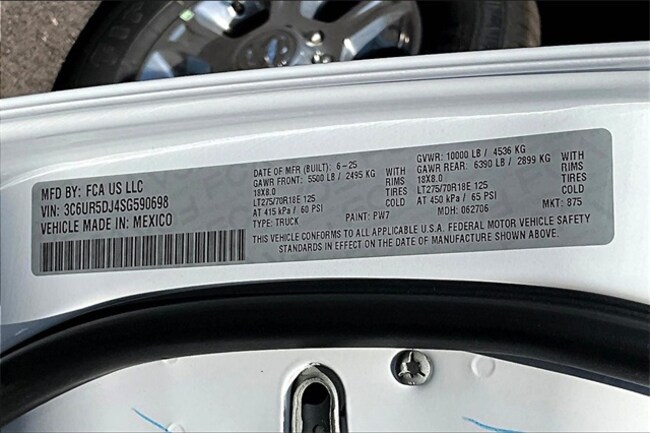 MFD BY: FCA US LLC
VIN: 3C6UR5DJ4SG590698
VEHICLE MADE IN: MEXICO
DATE OF MFR (BUILT): 6-25
GAWR FRONT: 5500 LB / 2495 KG WITH
18X8.0 RIMS
LT275/70R18E 125 TIRES
AT 415 kPa / 60 PSI COLD
TYPE: TRUCK PAINT: PW7
GVWR: 10000 LB / 4536 KG
GAWR REAR: 6390 LB / 2899 KG WITH
18X8.0 RIMS
LT275/70R18E 125 TIRES
AT 450 kPa / 65 PSI COLD
MDH: 062706 MKT: 875
THIS VEHICLE CONFORMS TO ALL APPLICABLE U.S.A. FEDERAL MOTOR VEHICLE SAFETY
STANDARDS IN EFFECT ON THE DATE OF MANUFACTURE SHOWN ABOVE.